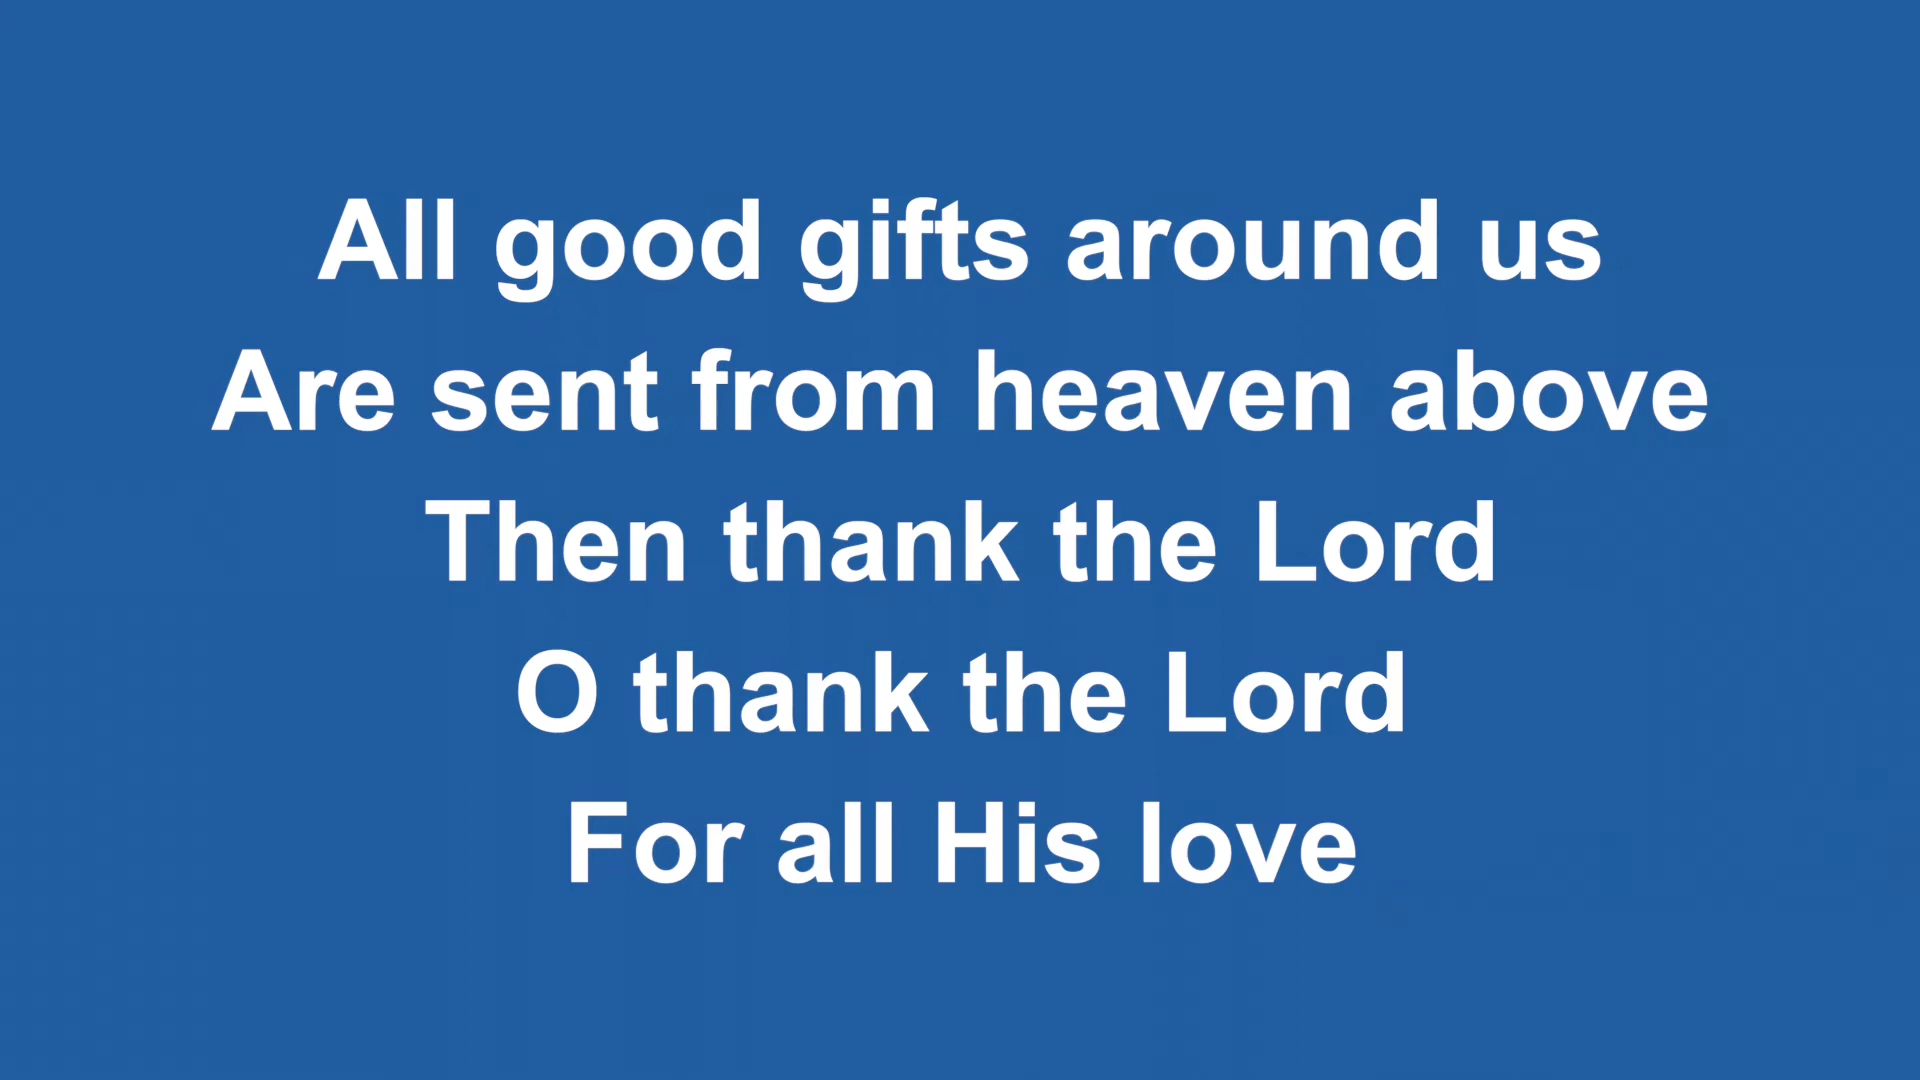 All good gifts around us
Are sent from heaven above
Then thank the Lord
O thank the Lord
For all His love